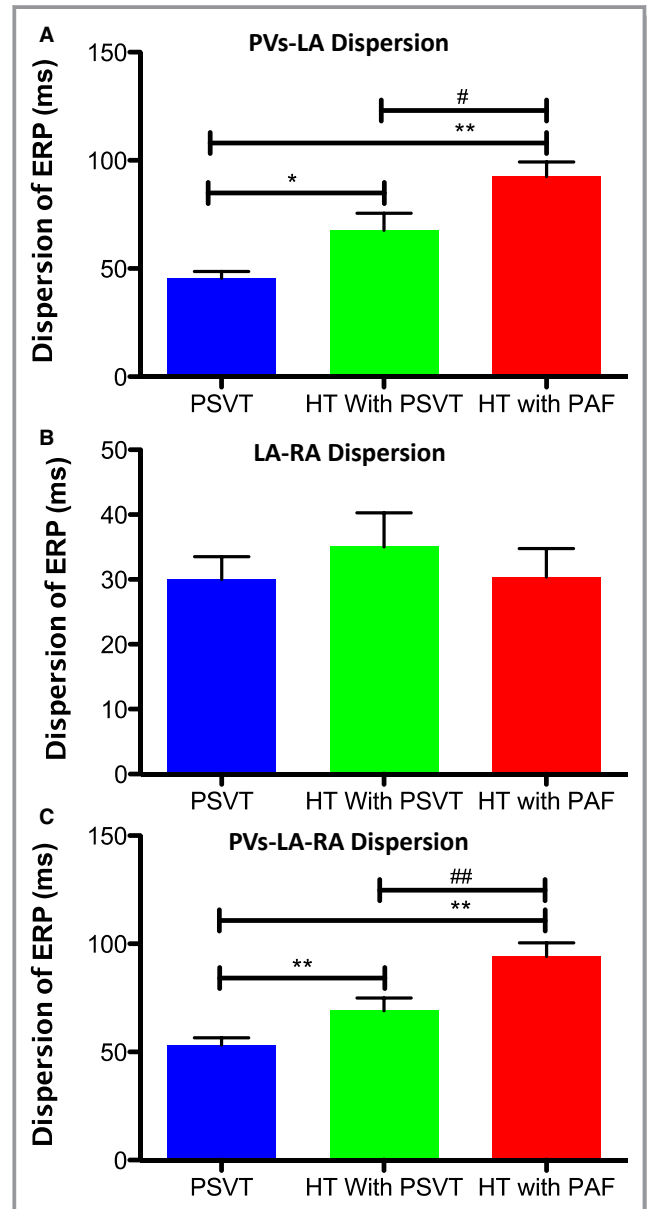 A
PVs-LA Dispersion
Dispersion of ERP (ms)
150
100
50
0
#
**
*
PSVT HT With PSVT HT with PAF
B
LA-RA Dispersion
Dispersion of ERP (ms)
50
40
30
20
10
0
PSVT HT With PSVT HT with PAF
C
PVs-LA-RA Dispersion
Dispersion of ERP (ms)
150
100
50
0
##
**
**
PSVT HT With PSVT HT with PAF